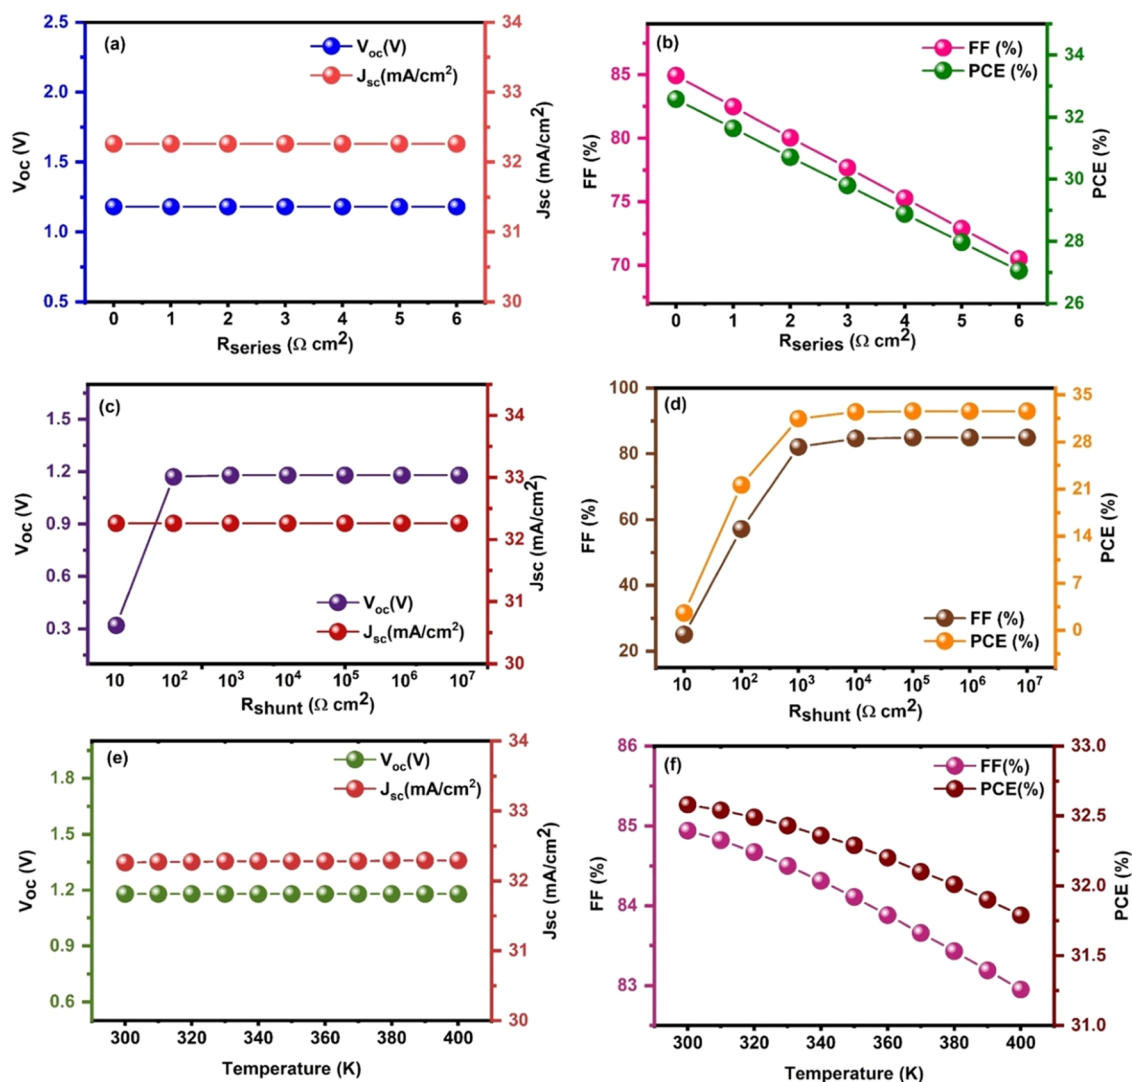 (a)
Voc(V)
Jsc(mA/cm²)
2.5
2.0
1.5
1.0
0.5
Voc (V)
34
33
32
31
30
Jsc (mA/cm²)
0 1 2 3 4 5 6
Rseries (Ω cm²)
(b)
FF (%)
PCE (%)
85
80
75
70
FF (%)
34
32
30
28
26
PCE (%)
0 1 2 3 4 5 6
Rseries (Ω cm²)
(c)
Voc(V)
Jsc(mA/cm²)
1.5
1.2
0.9
0.6
0.3
Voc (V)
34
33
32
31
30
Jsc (mA/cm²)
10 10² 10³ 10⁴ 10⁵ 10⁶ 10⁷
Rshunt (Ω cm²)
(d)
FF (%)
PCE (%)
100
80
60
40
20
FF (%)
35
28
21
14
7
0
PCE (%)
10 10² 10³ 10⁴ 10⁵ 10⁶ 10⁷
Rshunt (Ω cm²)
(e)
Voc(V)
Jsc(mA/cm²)
1.8
1.5
1.2
0.9
0.6
Voc (V)
34
33
32
31
30
Jsc (mA/cm²)
300 320 340 360 380 400
Temperature (K)
(f)
FF(%)
PCE(%)
86
85
84
83
FF (%)
33.0
32.5
32.0
31.5
31.0
PCE (%)
300 320 340 360 380 400
Temperature (K)